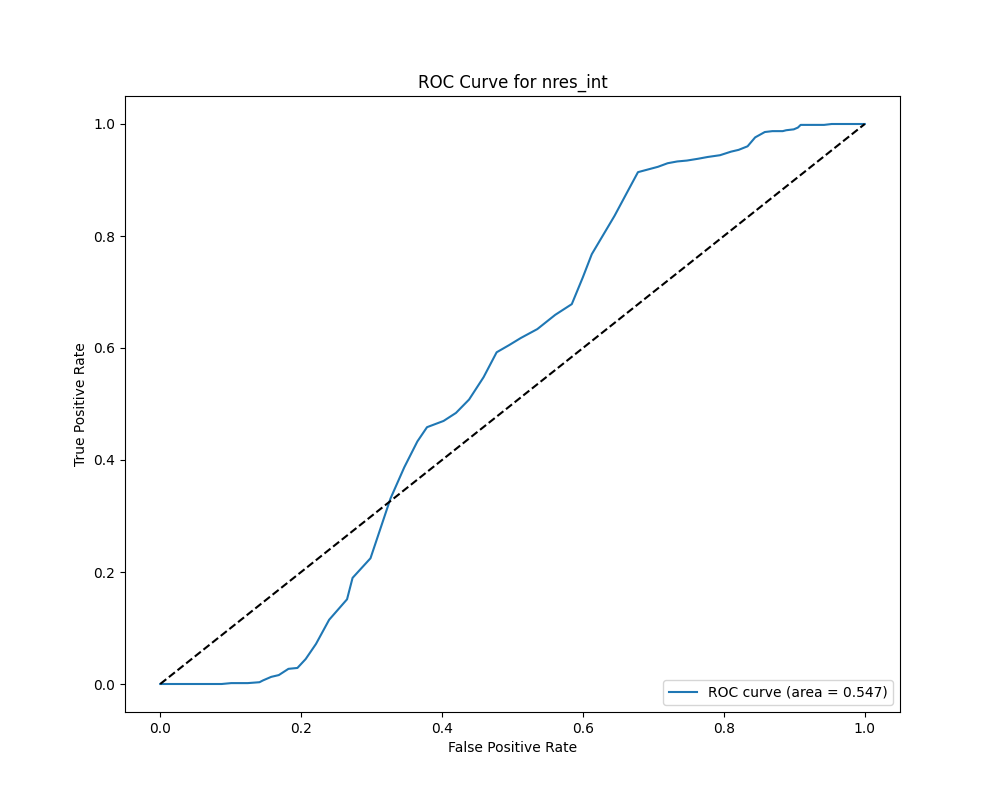 ROC Curve for nres_int
1.0
0.8
0.6
0.4
0.2
0.0
True Positive Rate
ROC curve (area = 0.547)
0.0 0.2 0.4 0.6 0.8 1.0
False Positive Rate